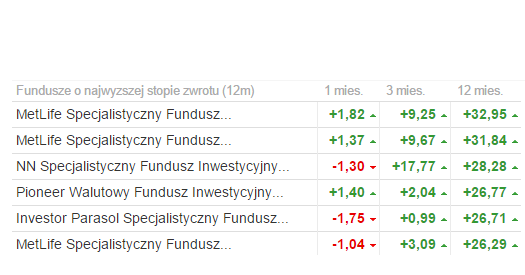 Fundusze o najwyzszej stopie zwrotu (12m) 1 mies. 3 mies. 12 mies.
MetLife Specjalistyczny Fundusz... +1,82 +9,25 +32,95
MetLife Specjalistyczny Fundusz... +1,37 +9,67 +31,84
NN Specjalistyczny Fundusz Inwestycyjny... -1,30 +17,77 +28,28
Pioneer Walutowy Fundusz Inwestycyjny... +1,40 +2,04 +26,77
Investor Parasol Specjalistyczny Fundusz... -1,75 +0,99 +26,71
MetLife Specjalistyczny Fundusz... -1,04 +3,09 +26,29